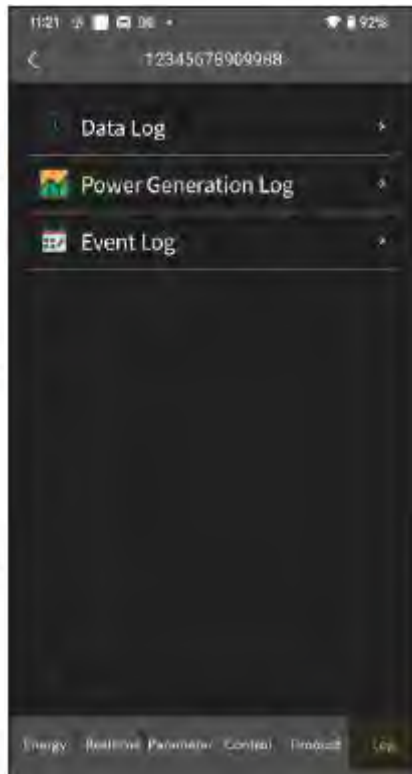 11:21 92%
12345678909988
Data Log
Power Generation Log
Event Log
Energy Realtime Parameter Control Product Log